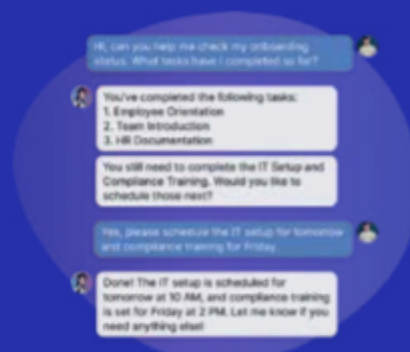 Hi, can you help me check my onboarding
status. What tasks have I completed so far?
You've completed the following tasks:
1. Employee Orientation
2. Team Introduction
3. HR Documentation
You still need to complete the IT Setup and
Compliance Training. Would you like to
schedule those next?
Yes, please schedule the IT setup for tomorrow
and compliance training for Friday.
Done! The IT setup is scheduled for
tomorrow at 10 AM, and compliance training
is set for Friday at 2 PM. Let me know if you
need anything else!